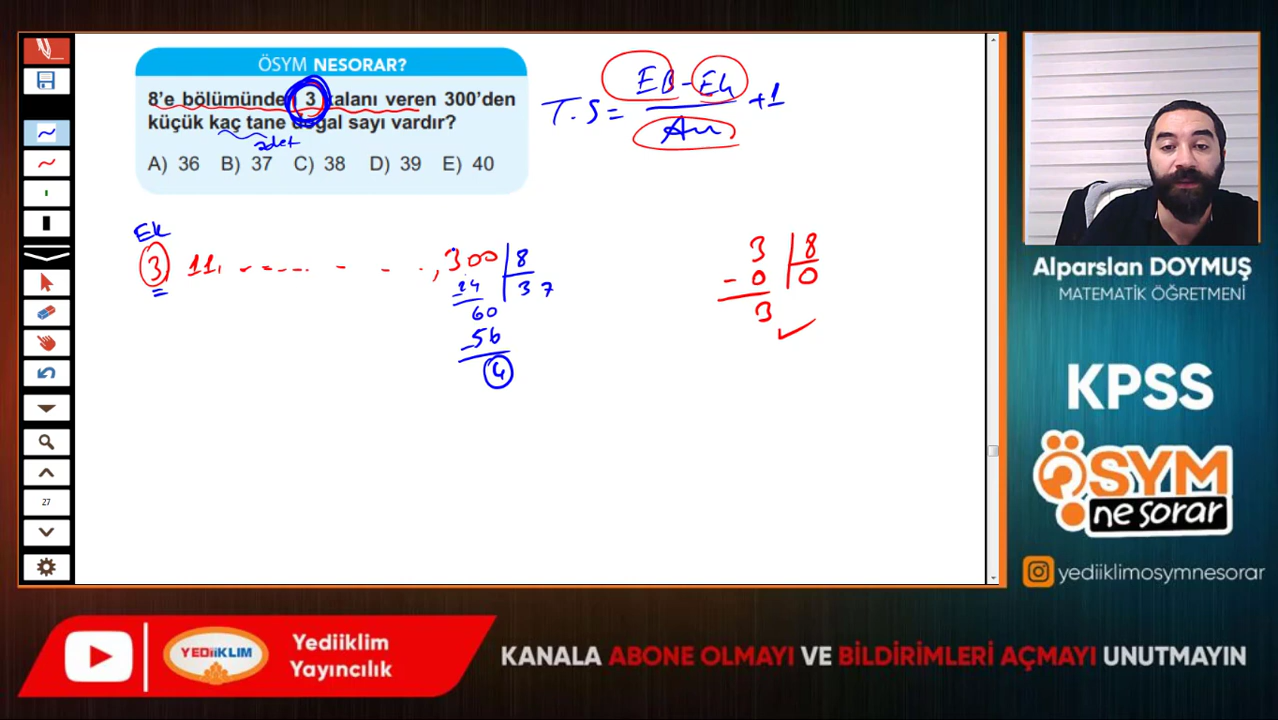 ÖSYM NESORAR?
8'e bölümünden 3 kalanı veren 300'den
küçük kaç tane doğal sayı vardır?
adet
A) 36 B) 37 C) 38 D) 39 E) 40
T.S = EB - EK / An +1
EK
3, 11, ............, 300 | 8
24 | 37
60
-56
4
3 | 8
- 0 | 0
3
27
Alparslan DOYMUŞ
MATEMATİK ÖĞRETMENİ
KPSS
ÖSYM
ne sorar
yediiklimosymnesorar
YEDiiKLİM
Yediiklim
Yayıncılık
KANALA ABONE OLMAYI VE BİLDİRİMLERİ AÇMAYI UNUTMAYIN